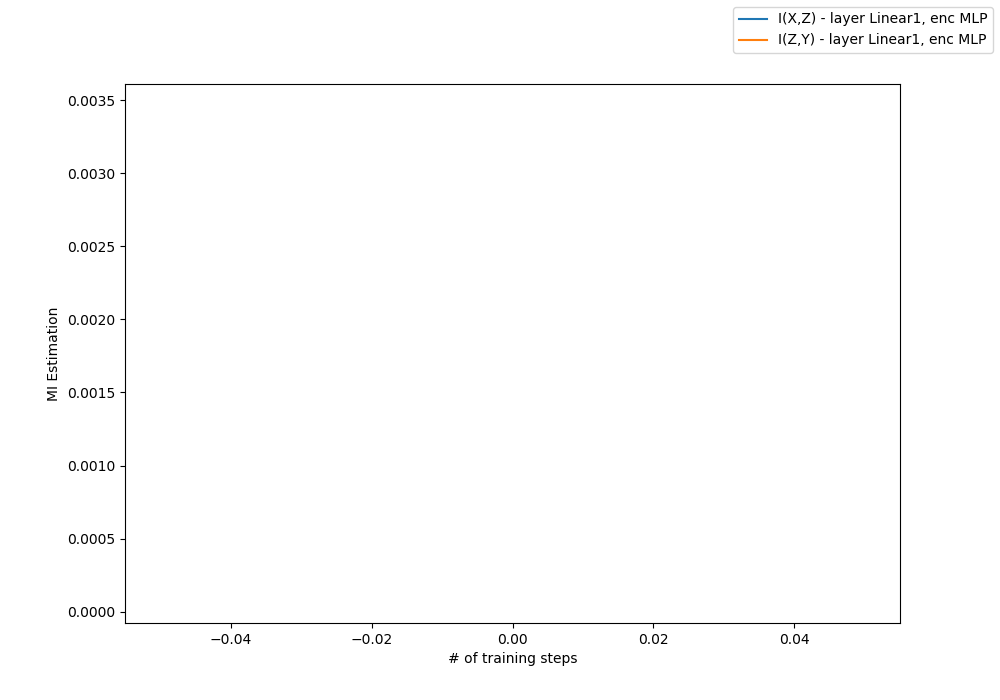 I(X,Z) - layer Linear1, enc MLP
I(Z,Y) - layer Linear1, enc MLP
0.0035
0.0030
0.0025
0.0020
0.0015
0.0010
0.0005
0.0000
MI Estimation
−0.04 −0.02 0.00 0.02 0.04
# of training steps